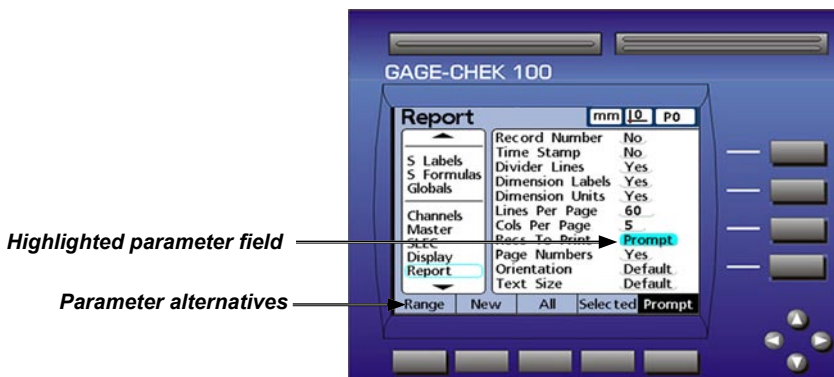 GAGE-CHEK 100
Report mm 0 P0
S Labels
S Formulas
Globals
Channels
Master
SLEC
Display
Report
Record Number No
Time Stamp No
Divider Lines Yes
Dimension Labels Yes
Dimension Units Yes
Lines Per Page 60
Cols Per Page 5
Recs To Print Prompt
Page Numbers Yes
Orientation Default
Text Size Default
Range New All Selected Prompt
Highlighted parameter field
Parameter alternatives